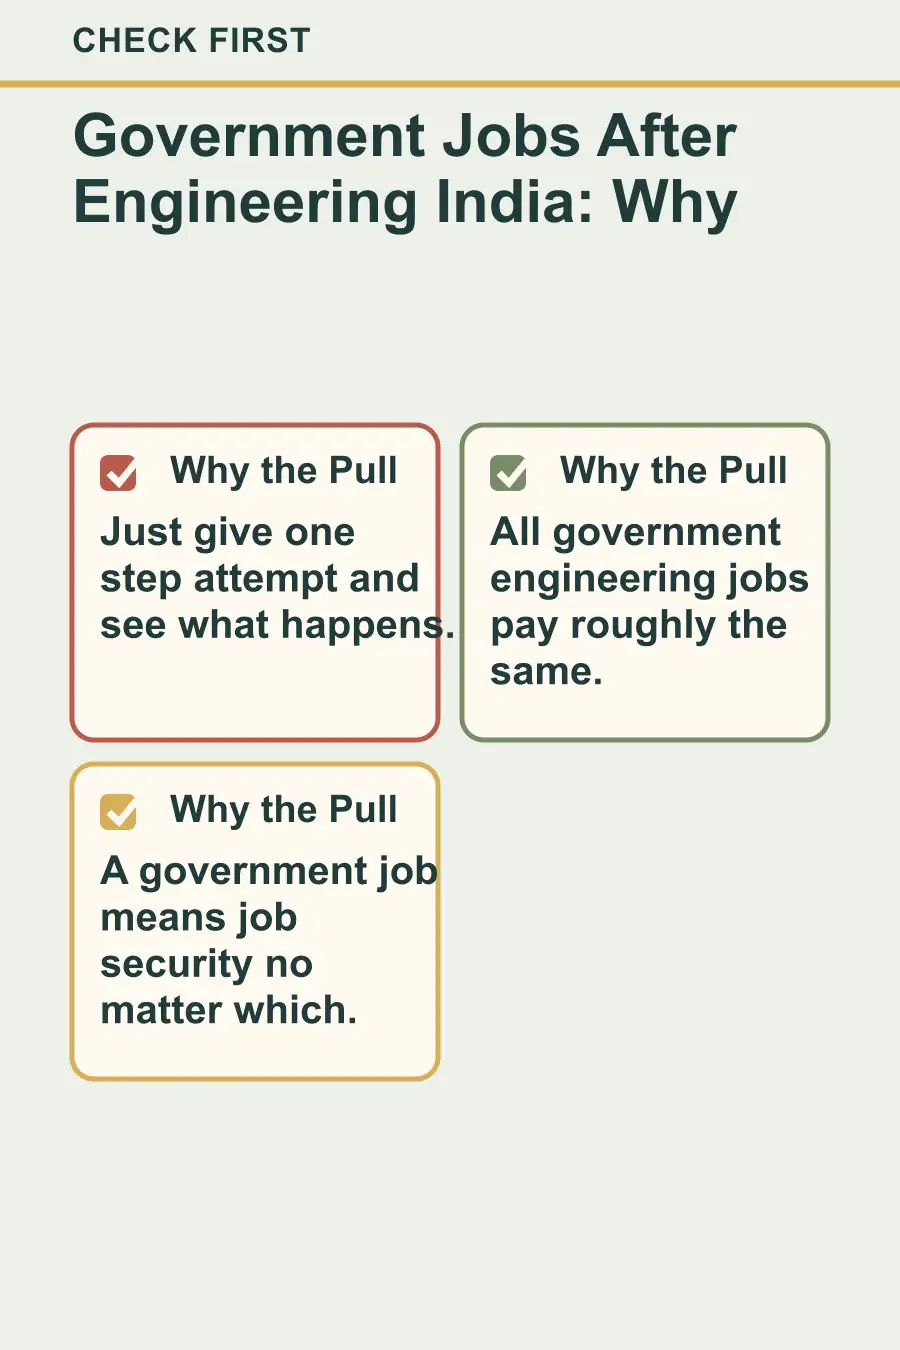 CHECK FIRST
Government Jobs After
Engineering India: Why
Why the Pull
Just give one
step attempt and
see what happens.
Why the Pull
All government
engineering jobs
pay roughly the
same.
Why the Pull
A government job
means job
security no
matter which.